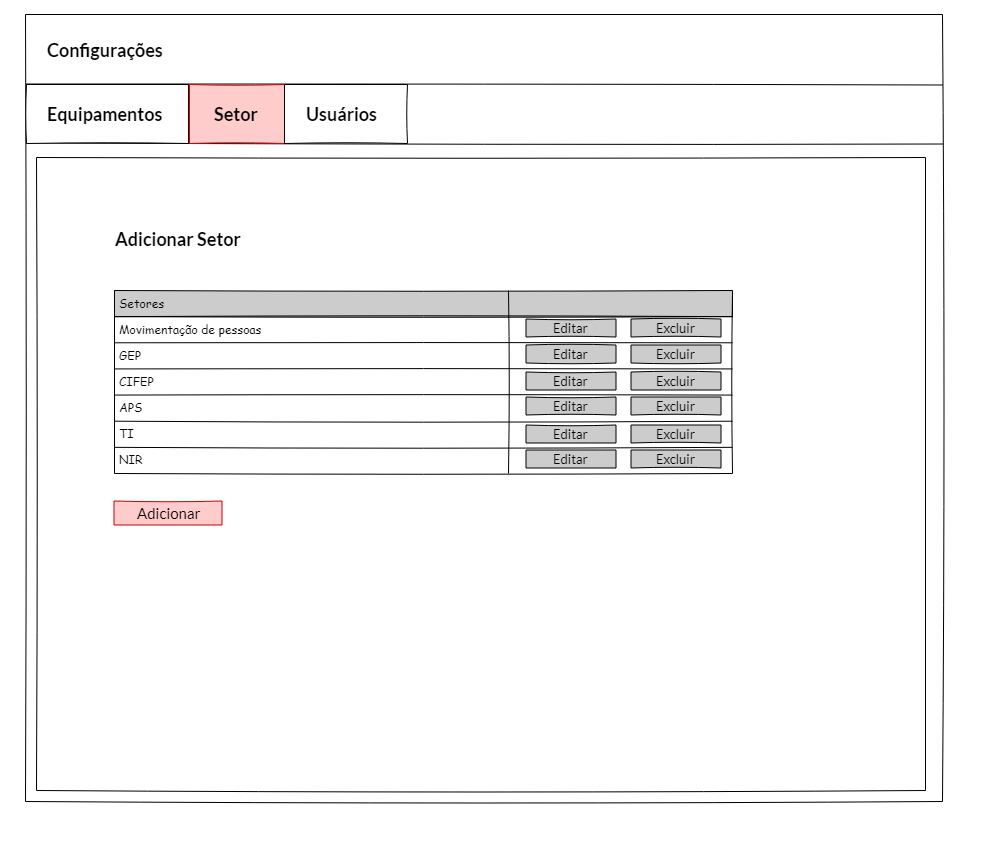 Configurações
Equipamentos Setor Usuários
Adicionar Setor
Setores
Movimentação de pessoas Editar Excluir
GEP Editar Excluir
CIFEP Editar Excluir
APS Editar Excluir
TI Editar Excluir
NIR Editar Excluir
Adicionar